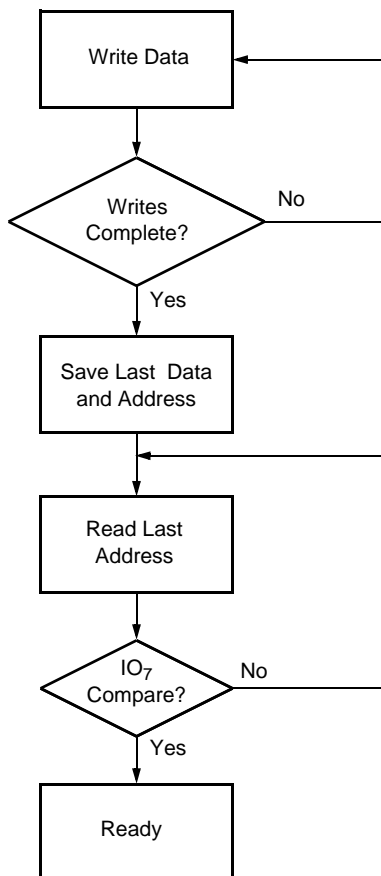 Write Data
Writes
Complete?
No
Yes
Save Last Data
and Address
Read Last
Address
IO₇
Compare?
No
Yes
Ready